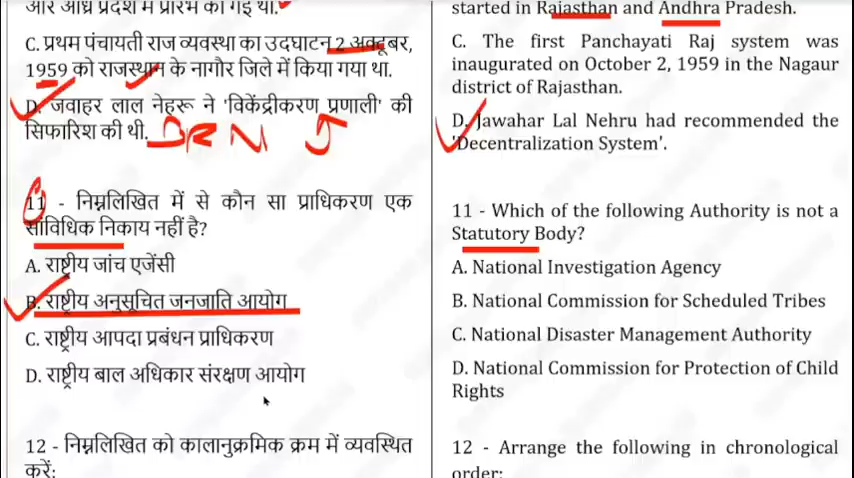 और आंध्र प्रदेश में प्रारंभ की गई थी.
C. प्रथम पंचायती राज व्यवस्था का उदघाटन 2 अक्टूबर,
1959 को राजस्थान के नागौर जिले में किया गया था.
D. जवाहर लाल नेहरू ने 'विकेंद्रीकरण प्रणाली' की
सिफारिश की थी.
11 - निम्नलिखित में से कौन सा प्राधिकरण एक
सांविधिक निकाय नहीं है?
A. राष्ट्रीय जांच एजेंसी
B. राष्ट्रीय अनुसूचित जनजाति आयोग
C. राष्ट्रीय आपदा प्रबंधन प्राधिकरण
D. राष्ट्रीय बाल अधिकार संरक्षण आयोग
12 - निम्नलिखित को कालानुक्रमिक क्रम में व्यवस्थित
करें:
started in Rajasthan and Andhra Pradesh.
C. The first Panchayati Raj system was
inaugurated on October 2, 1959 in the Nagaur
district of Rajasthan.
D. Jawahar Lal Nehru had recommended the
'Decentralization System'.
11 - Which of the following Authority is not a
Statutory Body?
A. National Investigation Agency
B. National Commission for Scheduled Tribes
C. National Disaster Management Authority
D. National Commission for Protection of Child
Rights
12 - Arrange the following in chronological
order: